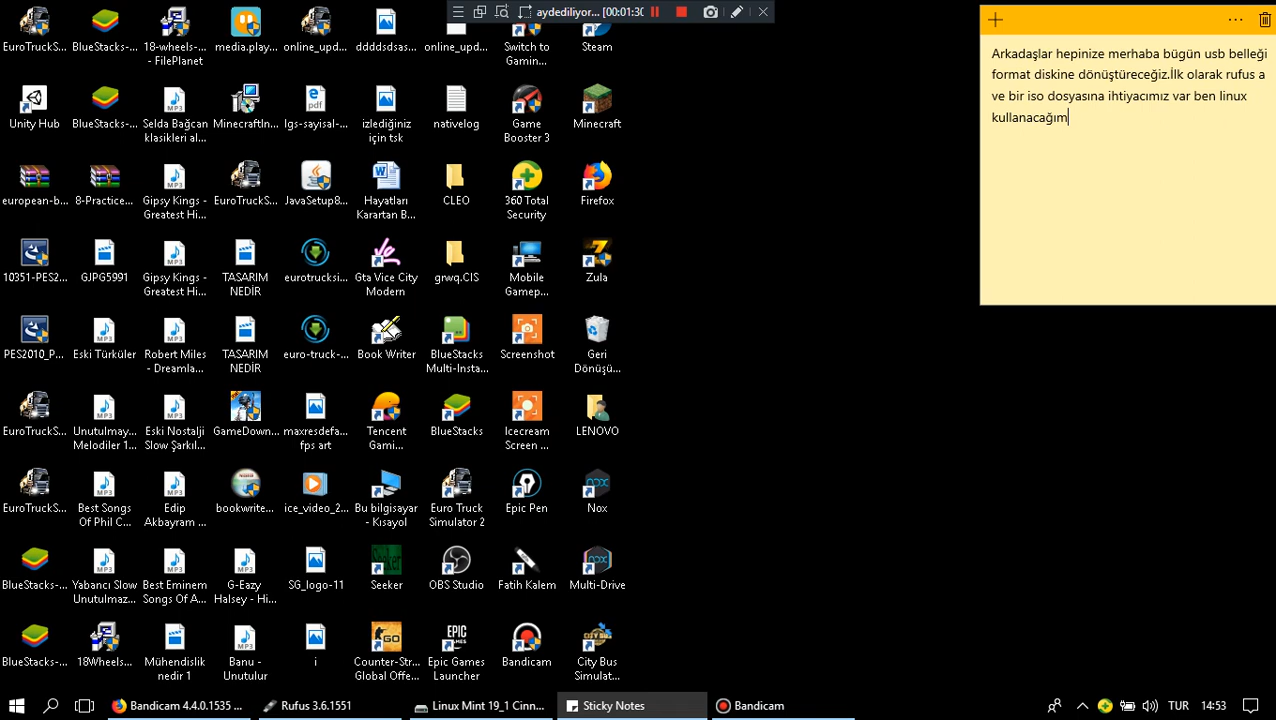 aydediliyor... [00:01:30]
EuroTruckS...
BlueStacks-...
18-wheels-...
- FilePlanet
media.play...
online_upd...
ddddsdsas...
online_upd...
Switch to
Gamin...
Steam
Unity Hub
BlueStacks-...
Selda Bağcan
klasikleri al...
MinecraftIn...
lgs-sayisal-...
izlediğiniz
için tsk
nativelog
Game
Booster 3
Minecraft
european-b...
8-Practice...
Gipsy Kings -
Greatest Hi...
EuroTruckS...
JavaSetup8...
Hayatları
Karartan B...
CLEO
360 Total
Security
Firefox
10351-PES2...
GJPG5991
Gipsy Kings -
Greatest Hi...
TASARIM
NEDİR
eurotrucksi...
Gta Vice City
Modern
grwq.CIS
Mobile
Gamep...
Zula
PES2010_P...
Eski Türküler
Robert Miles
- Dreamla...
TASARIM
NEDİR
euro-truck-...
Book Writer
BlueStacks
Multi-Insta...
Screenshot
Geri
Dönüşü...
EuroTruckS...
Unutulmay...
Melodiler 1...
Eski Nostalji
Slow Şarkıl...
GameDown...
maxresdefa...
fps art
Tencent
Gami...
BlueStacks
Icecream
Screen ...
LENOVO
EuroTruckS...
Best Songs
Of Phil C...
Edip
Akbayram ...
bookwrite...
ice_video_2...
Bu bilgisayar
- Kısayol
Euro Truck
Simulator 2
Epic Pen
Nox
BlueStacks-...
Yabancı Slow
Unutulmaz...
Best Eminem
Songs Of A...
G-Eazy
Halsey - Hi...
SG_logo-11
Seeker
OBS Studio
Fatih Kalem
Multi-Drive
BlueStacks-...
18Wheels-...
Mühendislik
nedir 1
Banu -
Unutulur
i
Counter-Str...
Global Offe...
Epic Games
Launcher
Bandicam
City Bus
Simulat...
Arkadaşlar hepinize merhaba bügün usb belleği
format diskine dönüştüreceğiz.İlk olarak rufus a
ve bir iso dosyasına ihtiyacımız var ben linux
kullanacağım
Bandicam 4.4.0.1535 ...
Rufus 3.6.1551
Linux Mint 19_1 Cinn...
Sticky Notes
Bandicam
TUR
14:53